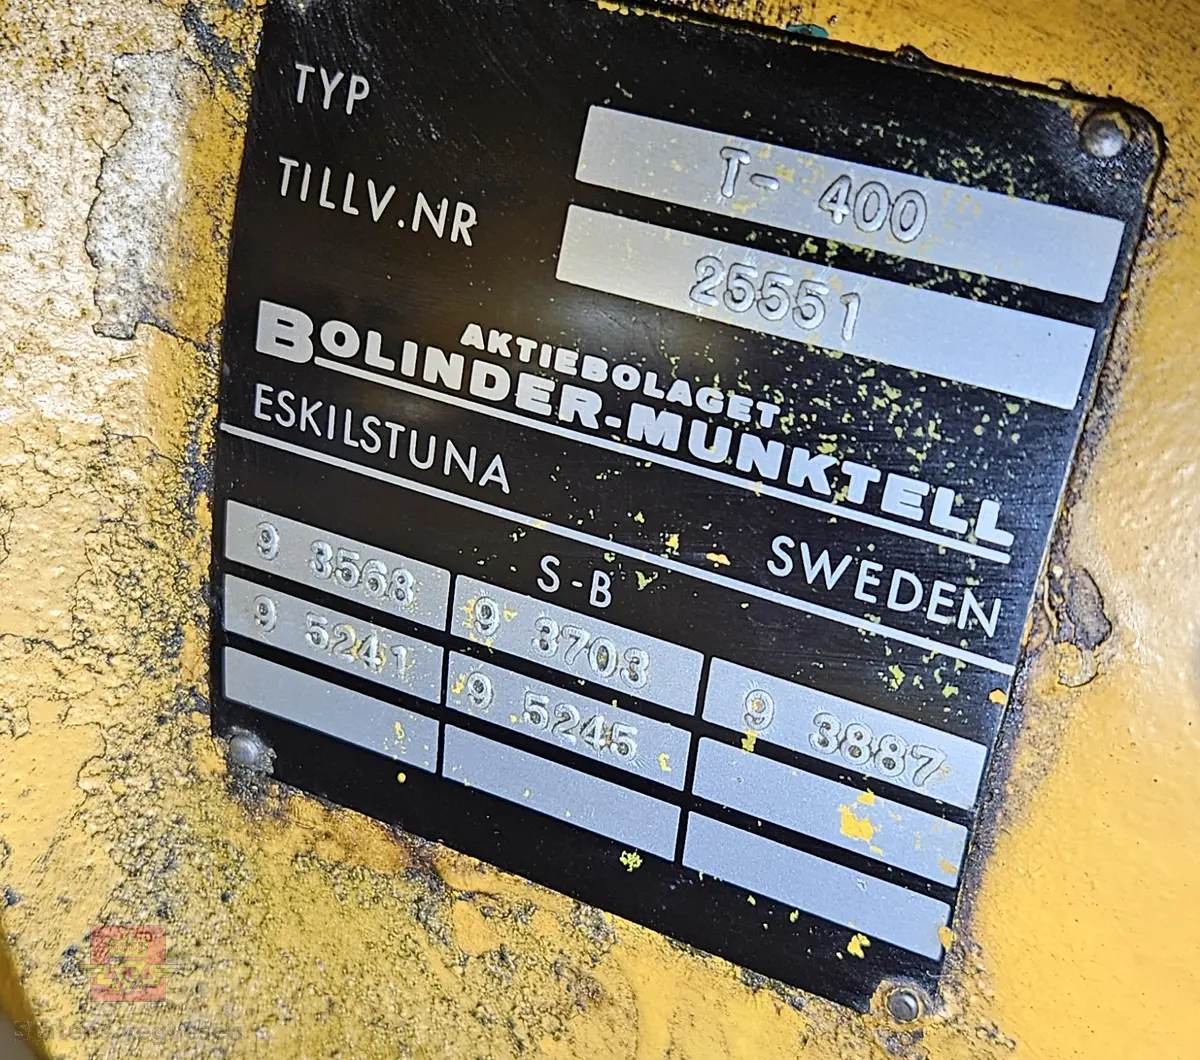 TYP T- 400
TILLV.NR 25551
AKTIEBOLAGET
BOLINDER-MUNKTELL
ESKILSTUNA SWEDEN
S-B
9 3568 9 3703 9 3887
9 5241 9 5245